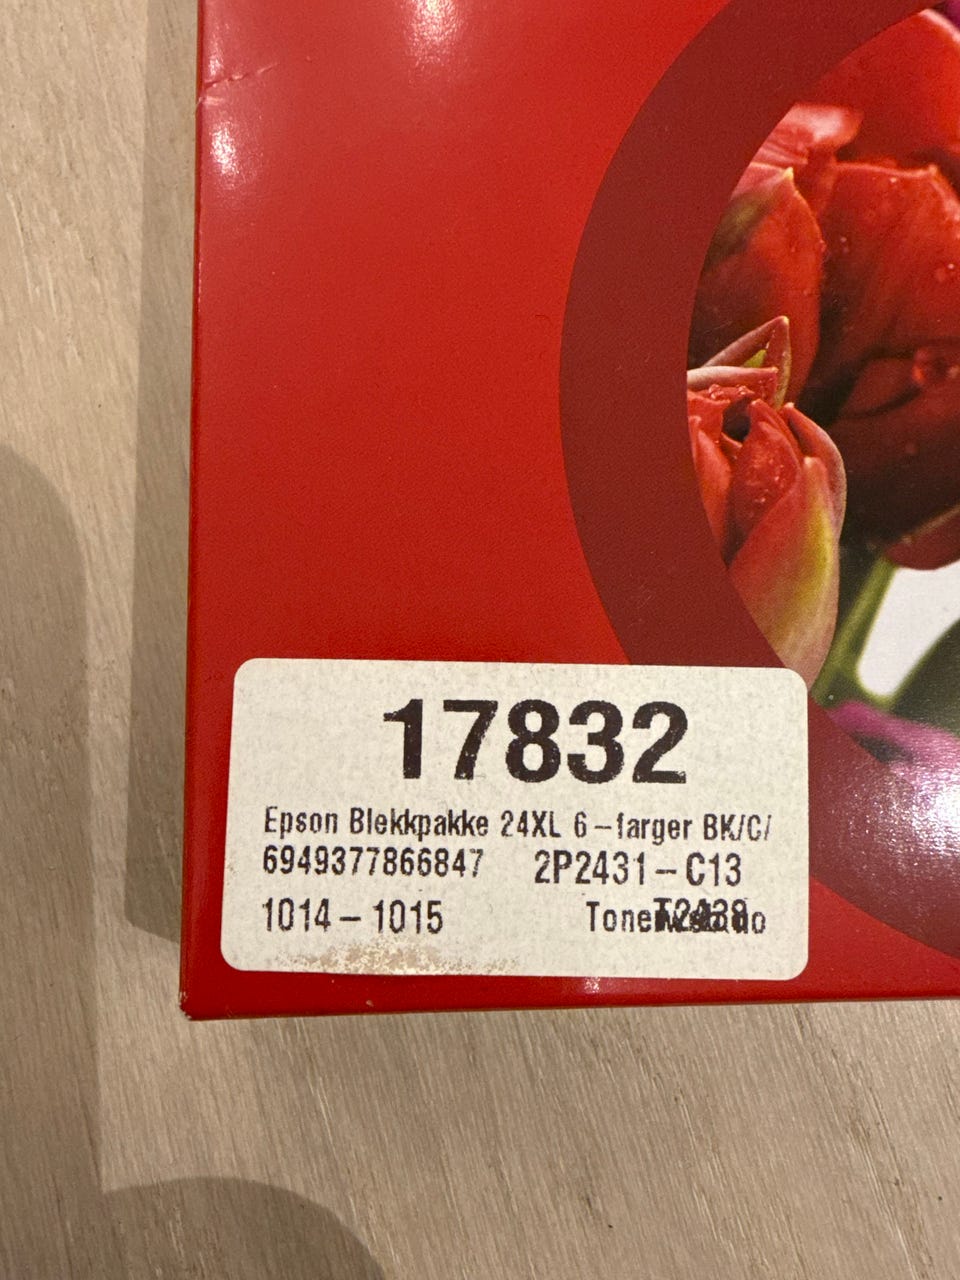 17832
Epson Blekkpakke 24XL 6-farger BK/C/
6949377866847 2P2431-C13
1014-1015